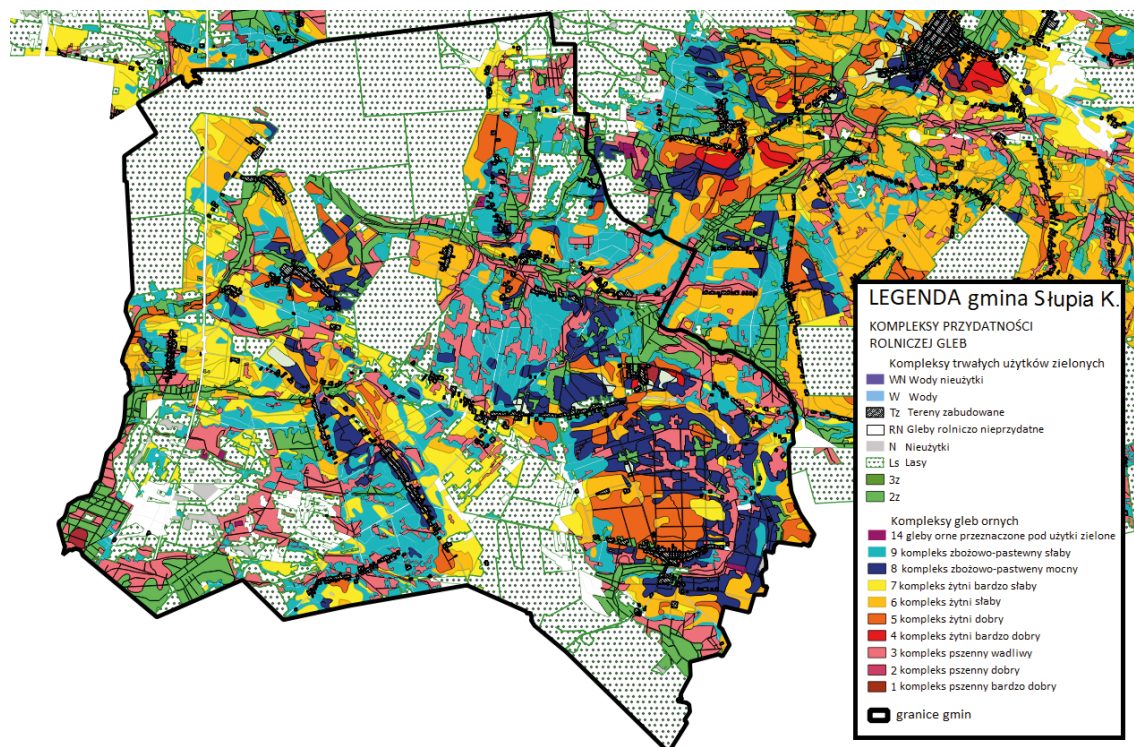 LEGENDA gmina Słupia K.
KOMPLEKSY PRZYDATNOŚCI
ROLNICZEJ GLEB
Kompleksy trwałych użytków zielonych
WN Wody nieużytki
W Wody
Tz Tereny zabudowane
RN Gleby rolniczo nieprzydatne
N Nieużytki
Ls Lasy
3z
2z
Kompleksy gleb ornych
14 gleby orne przeznaczone pod użytki zielone
9 kompleks zbożowo-pastewny słaby
8 kompleks zbożowo-pastweny mocny
7 kompleks żytni bardzo słaby
6 kompleks żytni słaby
5 kompleks żytni dobry
4 kompleks żytni bardzo dobry
3 kompleks pszenny wadliwy
2 kompleks pszenny dobry
1 kompleks pszenny bardzo dobry
granice gmin